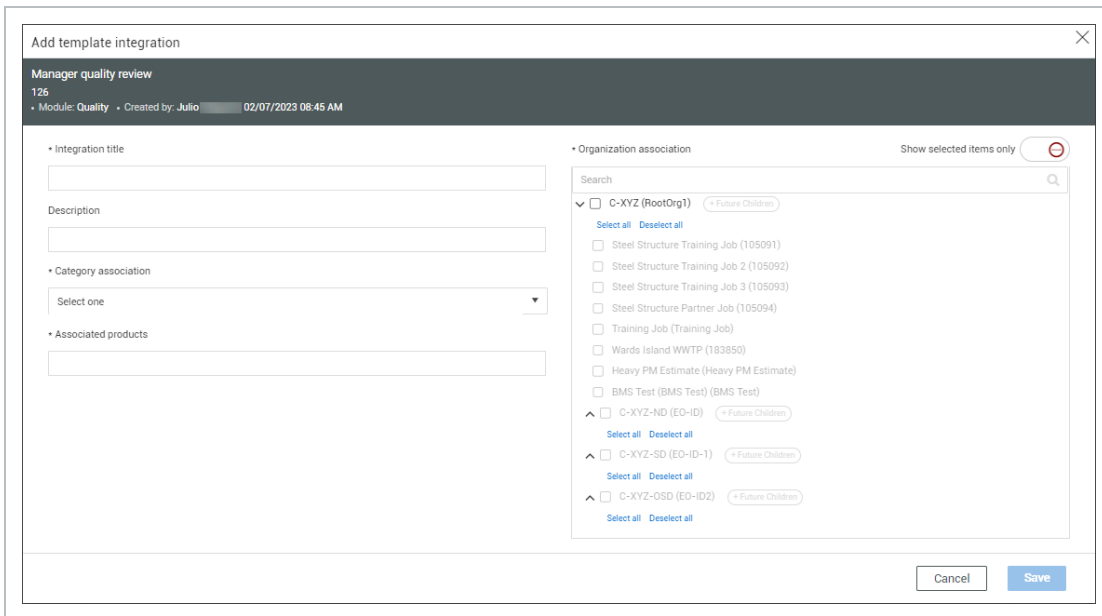 Add template integration
Manager quality review
126
• Module: Quality • Created by: Julio 02/07/2023 08:45 AM
• Integration title
Description
• Category association
Select one
• Associated products
• Organization association Show selected items only
Search
C-XYZ (RootOrg1) + Future Children
Select all Deselect all
Steel Structure Training Job (105091)
Steel Structure Training Job 2 (105092)
Steel Structure Training Job 3 (105093)
Steel Structure Partner Job (105094)
Training Job (Training Job)
Wards Island WWTP (183850)
Heavy PM Estimate (Heavy PM Estimate)
BMS Test (BMS Test) (BMS Test)
C-XYZ-ND (EO-ID) + Future Children
Select all Deselect all
C-XYZ-SD (EO-ID-1) + Future Children
Select all Deselect all
C-XYZ-OSD (EO-ID2) + Future Children
Select all Deselect all
Cancel Save